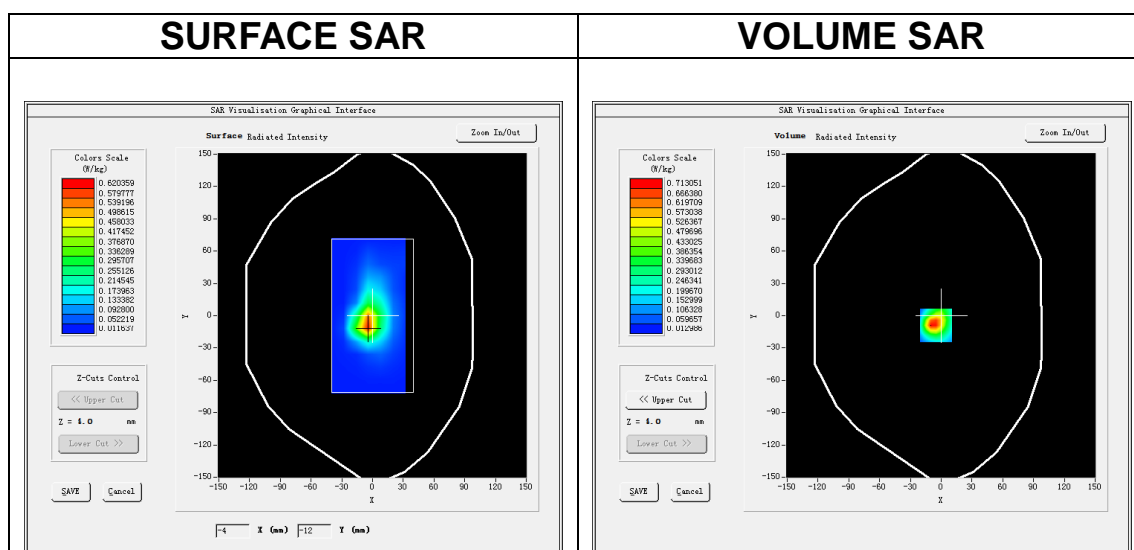 SURFACE SAR
VOLUME SAR
SAR Visualisation Graphical Interface
Surface Radiated Intensity
Zoom In/Out
Colors Scale
(W/kg)
0.620359
0.579777
0.539196
0.498615
0.458033
0.417452
0.376870
0.336289
0.295707
0.255126
0.214545
0.173963
0.133382
0.092800
0.052219
0.011637
150
120
90
60
30
0
-30
-60
-90
-120
-150
Y
-150 -120 -90 -60 -30 0 30 60 90 120 150
X
Z-Cuts Control
<< Upper Cut
Z = 4.0 mm
Lower Cut >>
SAVE Cancel
-4 X (mm) -12 Y (mm)
SAR Visualisation Graphical Interface
Volume Radiated Intensity
Zoom In/Out
Colors Scale
(W/kg)
0.713051
0.666380
0.619709
0.573038
0.526367
0.479696
0.433025
0.386354
0.339683
0.293012
0.246341
0.199670
0.152999
0.106328
0.059657
0.012986
150
120
90
60
30
0
-30
-60
-90
-120
-150
Y
-150 -120 -90 -60 -30 0 30 60 90 120 150
X
Z-Cuts Control
<< Upper Cut
Z = 4.0 mm
Lower Cut >>
SAVE Cancel